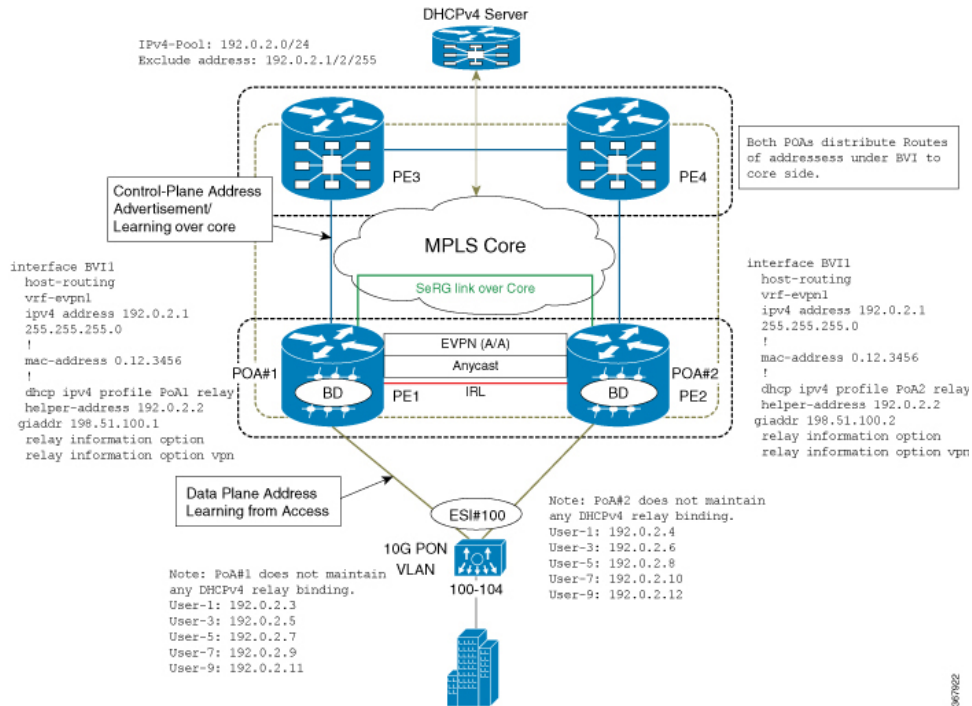 DHCPv4 Server
IPv4-Pool: 192.0.2.0/24
Exclude address: 192.0.2.1/2/255
PE3
PE4
Both POAs distribute Routes
of addressess under BVI to
core side.
Control-Plane Address
Advertisement/
Learning over core
MPLS Core
SeRG link over Core
interface BVI1
host-routing
vrf-evpn1
ipv4 address 192.0.2.1
255.255.255.0
!
mac-address 0.12.3456
!
dhcp ipv4 profile PoA1 relay
helper-address 192.0.2.2
giaddr 198.51.100.1
relay information option
relay information option vpn
interface BVI1
host-routing
vrf-evpn1
ipv4 address 192.0.2.1
255.255.255.0
!
mac-address 0.12.3456
!
dhcp ipv4 profile PoA2 relay
helper-address 192.0.2.2
giaddr 198.51.100.2
relay information option
relay information option vpn
EVPN (A/A)
Anycast
IRL
POA#1
BD
PE1
POA#2
BD
PE2
Data Plane Address
Learning from Access
ESI#100
10G PON
VLAN
100-104
Note: PoA#2 does not maintain
any DHCPv4 relay binding.
User-1: 192.0.2.4
User-3: 192.0.2.6
User-5: 192.0.2.8
User-7: 192.0.2.10
User-9: 192.0.2.12
Note: PoA#1 does not maintain
any DHCPv4 relay binding.
User-1: 192.0.2.3
User-3: 192.0.2.5
User-5: 192.0.2.7
User-7: 192.0.2.9
User-9: 192.0.2.11
367922